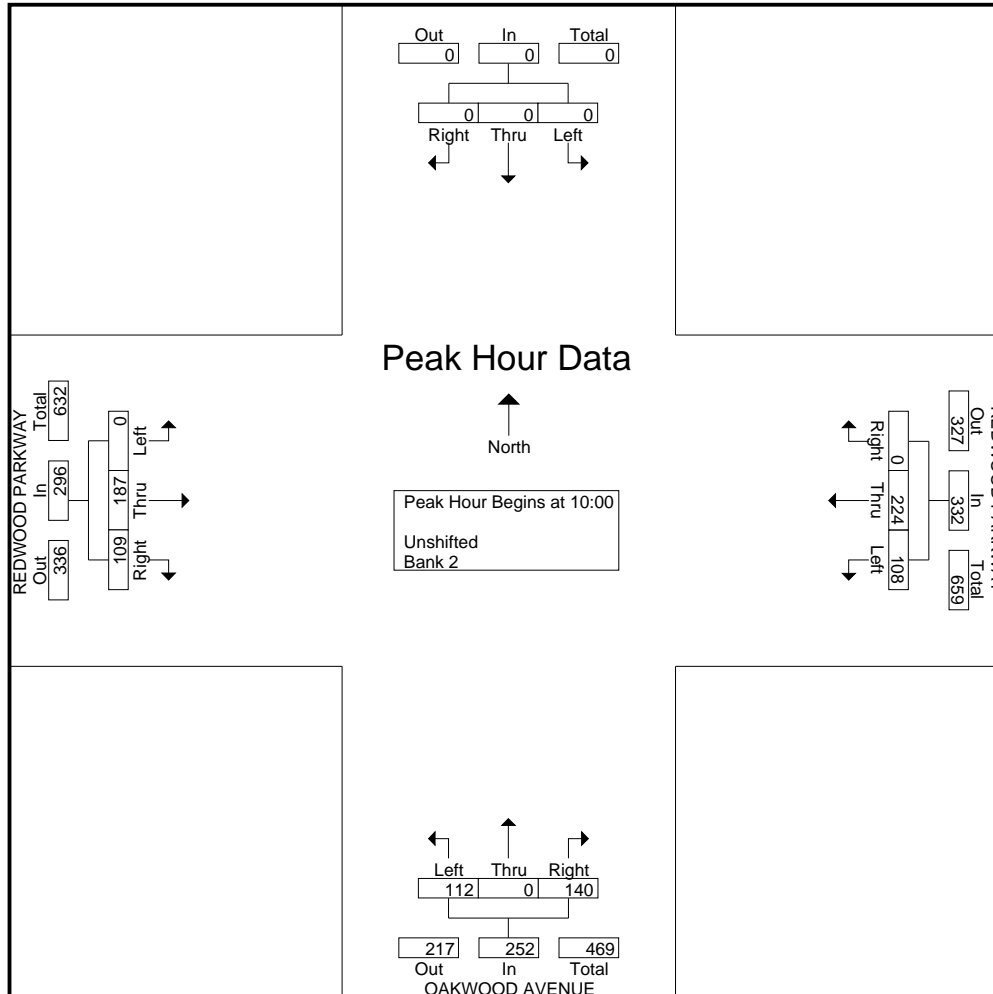 Out In Total
0 0 0
0 0 0
Right Thru Left
Peak Hour Data
North
Peak Hour Begins at 10:00
Unshifted
Bank 2
REDWOOD PARKWAY
Total In Out
632 296 336
0 187 109
Left Thru Right
Right Thru Left
0 224 108
327 332 659
Out In Total
Left Thru Right
112 0 140
217 252 469
Out In Total
OAKWOOD AVENUE